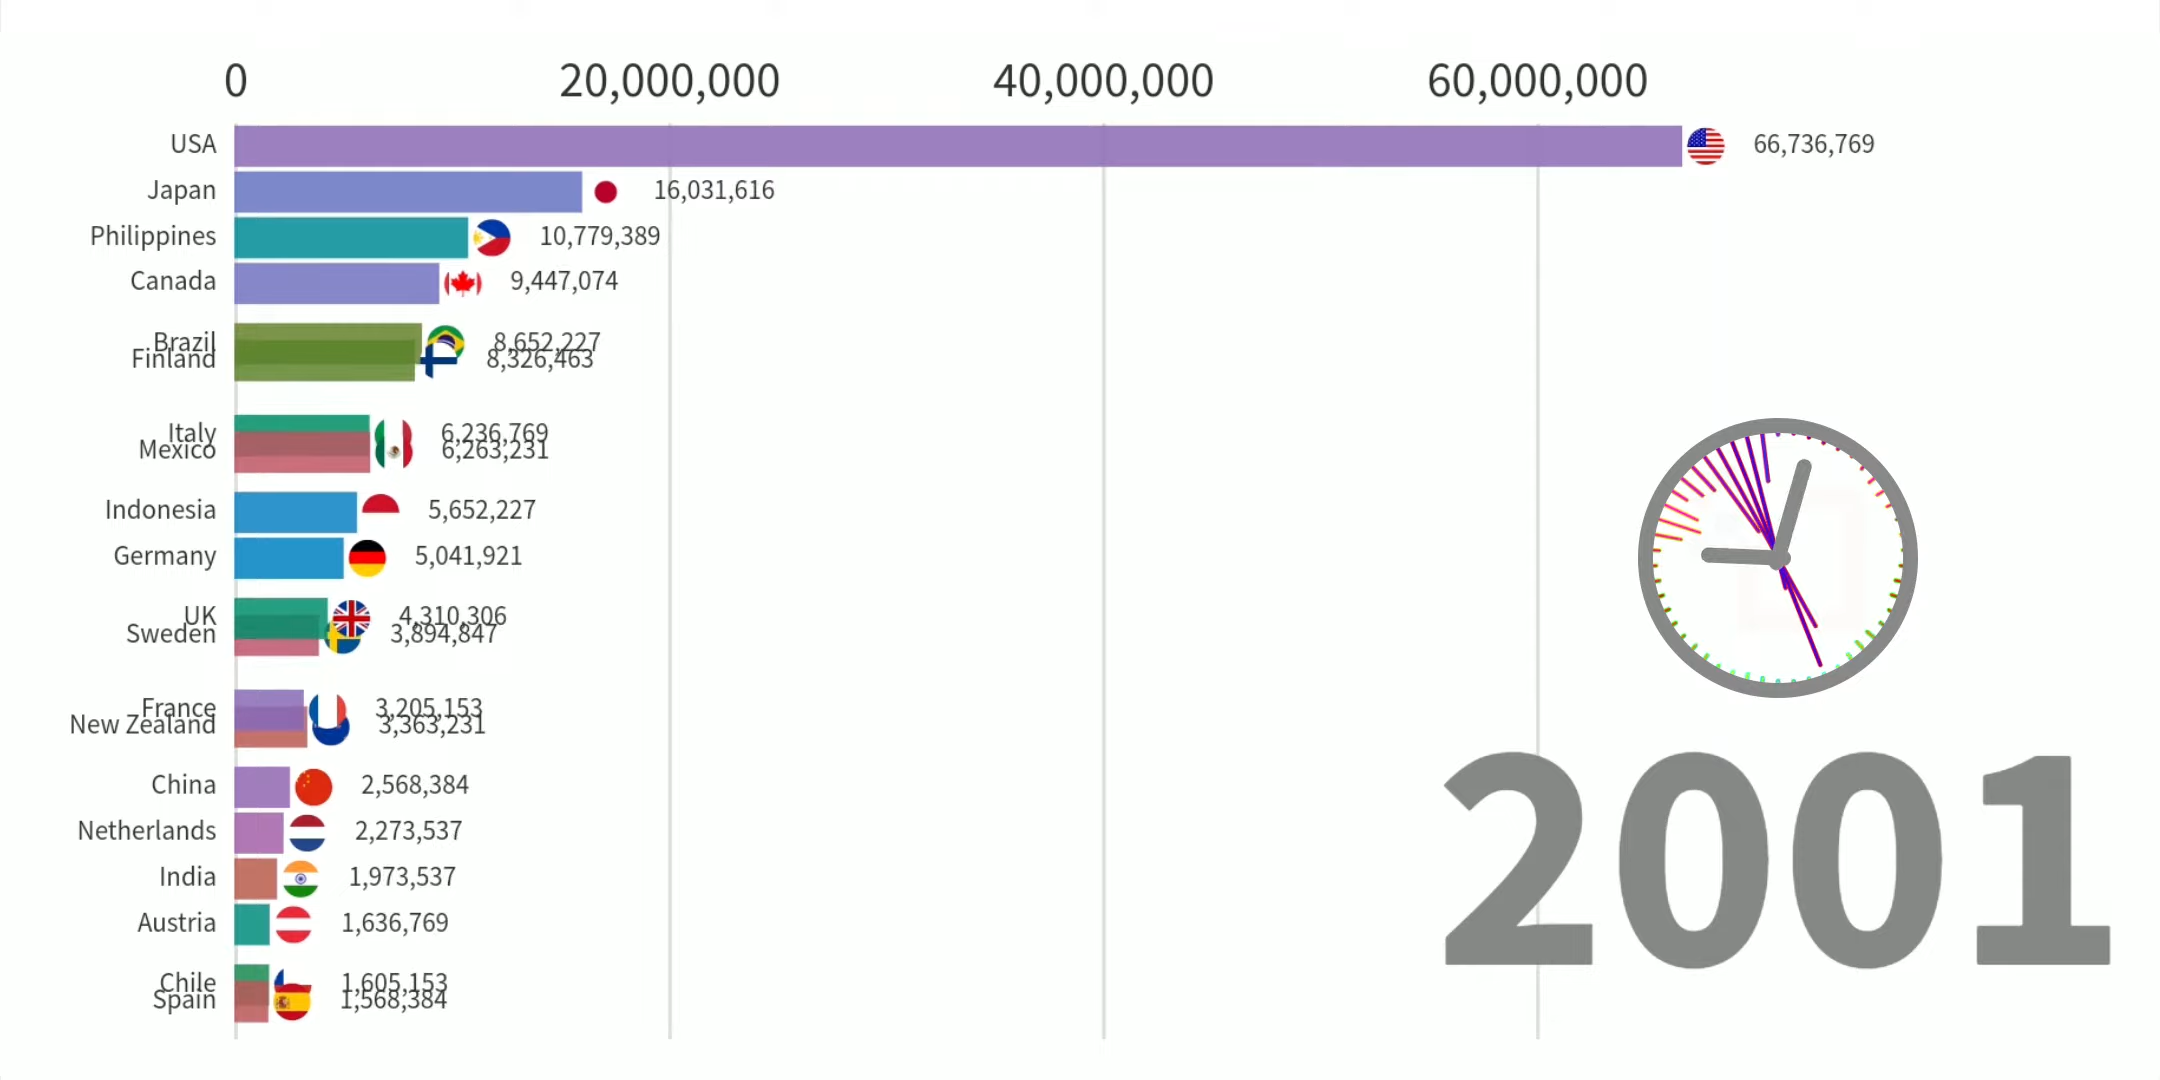 0 20,000,000 40,000,000 60,000,000
USA 66,736,769
Japan 16,031,616
Philippines 10,779,389
Canada 9,447,074
Brazil 8,652,227
Finland 8,326,463
Italy 6,236,769
Mexico 6,263,231
Indonesia 5,652,227
Germany 5,041,921
UK 4,310,306
Sweden 3,894,847
France 3,205,153
New Zealand 3,363,231
China 2,568,384
Netherlands 2,273,537
India 1,973,537
Austria 1,636,769
Chile 1,605,153
Spain 1,568,384
2001